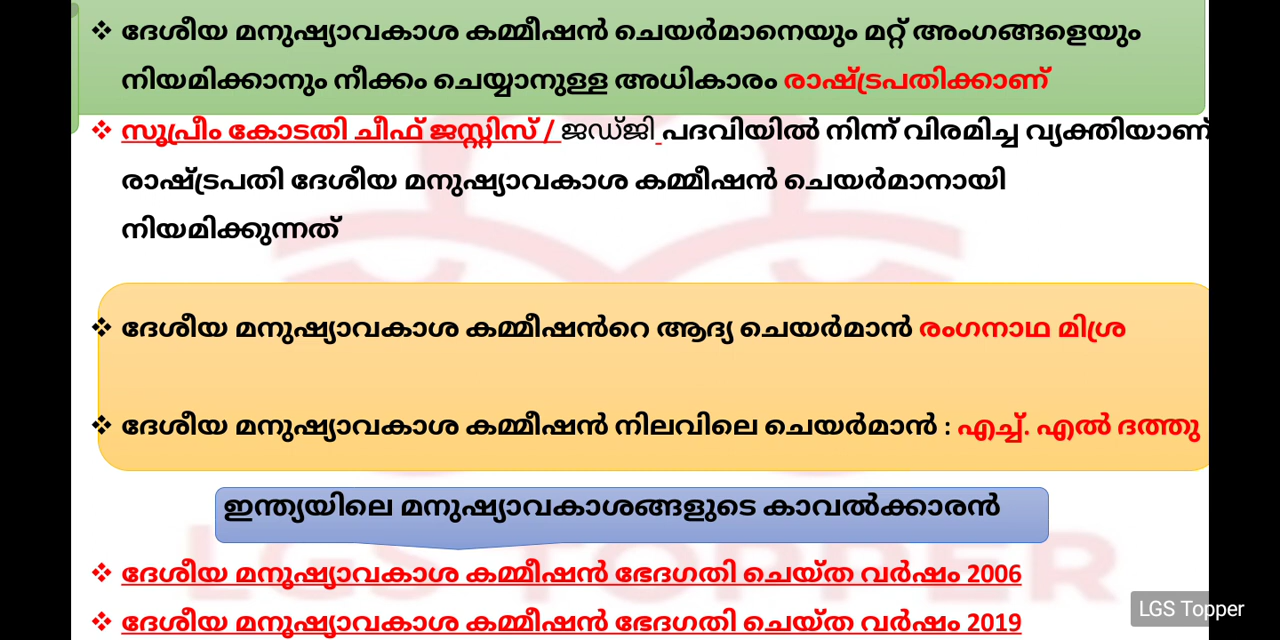 ❖ ദേശീയ മനുഷ്യാവകാശ കമ്മീഷൻ ചെയർമാനെയും മറ്റ് അംഗങ്ങളെയും
നിയമിക്കാനും നീക്കം ചെയ്യാനുള്ള അധികാരം രാഷ്ട്രപതിക്കാണ്
❖ സുപ്രീം കോടതി ചീഫ് ജസ്റ്റിസ് / ജഡ്ജി പദവിയിൽ നിന്ന് വിരമിച്ച വ്യക്തിയാണ്
രാഷ്ട്രപതി ദേശീയ മനുഷ്യാവകാശ കമ്മീഷൻ ചെയർമാനായി
നിയമിക്കുന്നത്
❖ ദേശീയ മനുഷ്യാവകാശ കമ്മീഷൻറെ ആദ്യ ചെയർമാൻ രംഗനാഥ മിശ്ര
❖ ദേശീയ മനുഷ്യാവകാശ കമ്മീഷൻ നിലവിലെ ചെയർമാൻ : എച്ച്. എൽ ദത്തു
ഇന്ത്യയിലെ മനുഷ്യാവകാശങ്ങളുടെ കാവൽക്കാരൻ
❖ ദേശീയ മനുഷ്യാവകാശ കമ്മീഷൻ ഭേദഗതി ചെയ്ത വർഷം 2006
❖ ദേശീയ മനുഷ്യാവകാശ കമ്മീഷൻ ഭേദഗതി ചെയ്ത വർഷം 2019
LGS TOPPER
LGS Topper